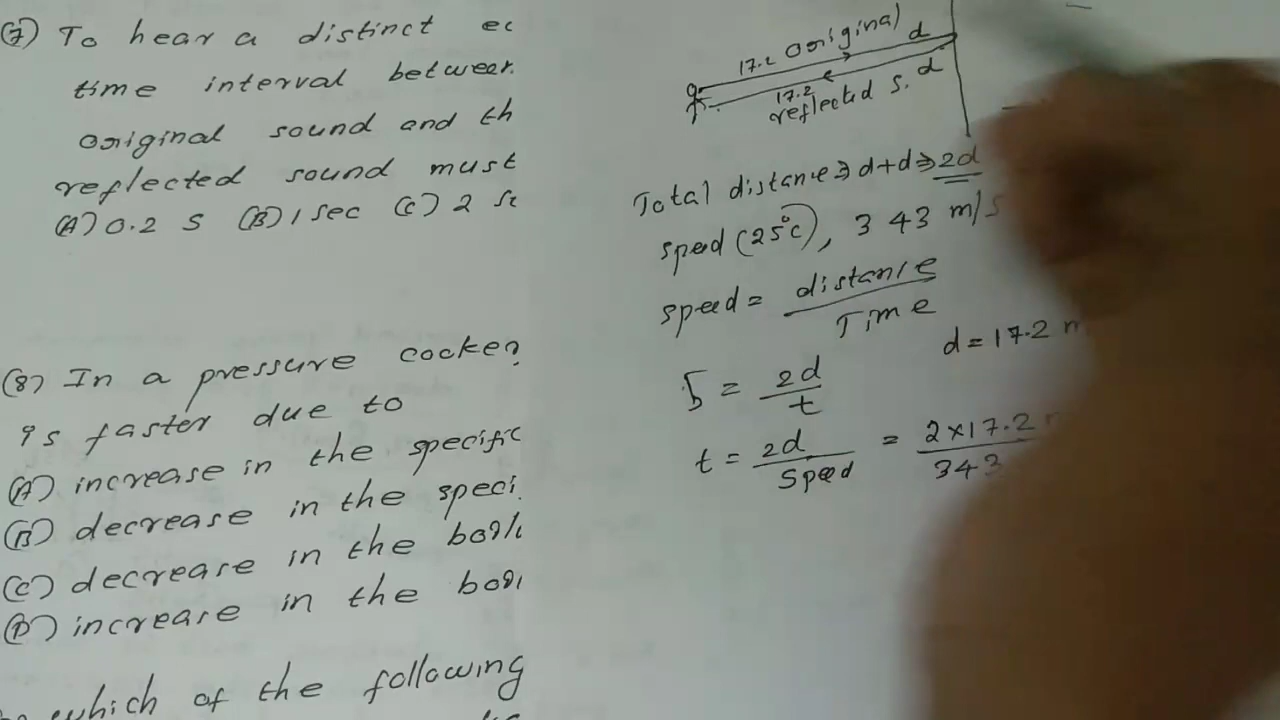 (7) To hear a distinct ec
time interval between
original sound and th
reflected sound must
(A) 0.2 s (B) 1 sec (C) 2 se
(8) In a pressure cooker
is faster due to
(A) increase in the specific
(B) decrease in the speci
(C) decrease in the boil
(D) increase in the boi
which of the following
17.2 original d
17.2 d
reflected s.
Total distance ⇒ d+d ⇒ 2d
speed (25°C), 343 m/s
speed = distance
Time
d = 17.2 m
s = 2d
t
t = 2d = 2×17.2
speed 343